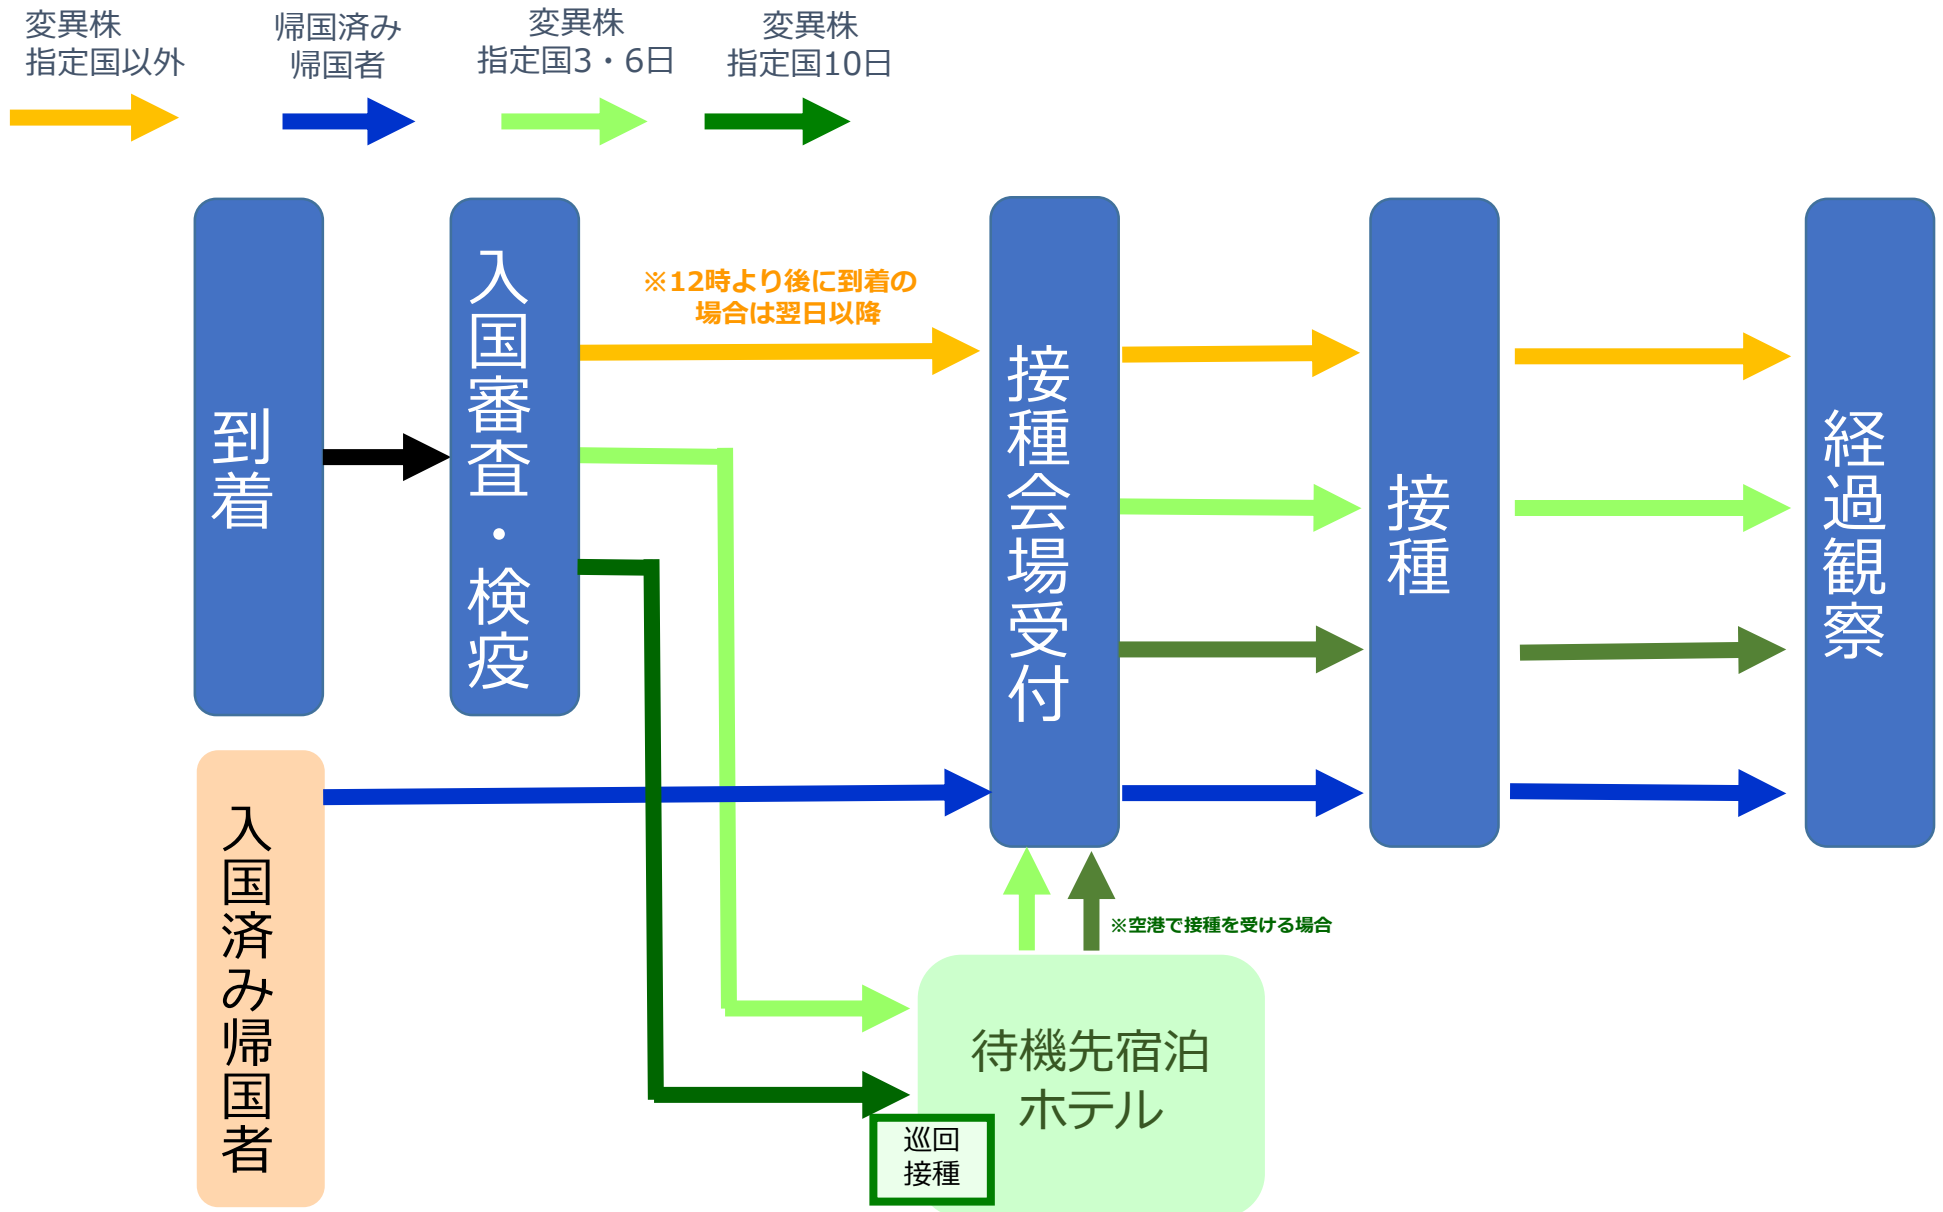 変異株
指定国以外
帰国済み
帰国者
変異株
指定国3・6日
変異株
指定国10日
到着
入国審査・検疫
※12時より後に到着の
場合は翌日以降
接種会場受付
接種
経過観察
入国済み帰国者
※空港で接種を受ける場合
待機先宿泊
ホテル
巡回
接種